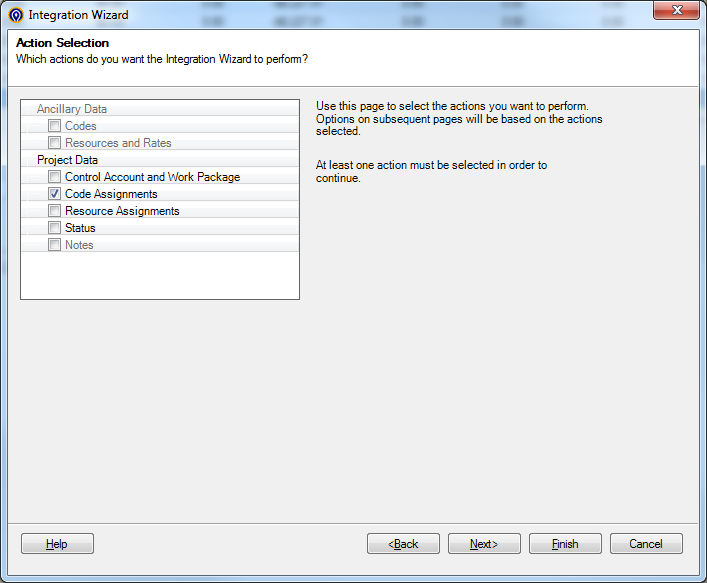 Integration Wizard
Action Selection
Which actions do you want the Integration Wizard to perform?
Ancillary Data
Codes
Resources and Rates
Project Data
Control Account and Work Package
Code Assignments
Resource Assignments
Status
Notes
Use this page to select the actions you want to perform.
Options on subsequent pages will be based on the actions
selected.
At least one action must be selected in order to
continue.
Help
<Back
Next>
Finish
Cancel